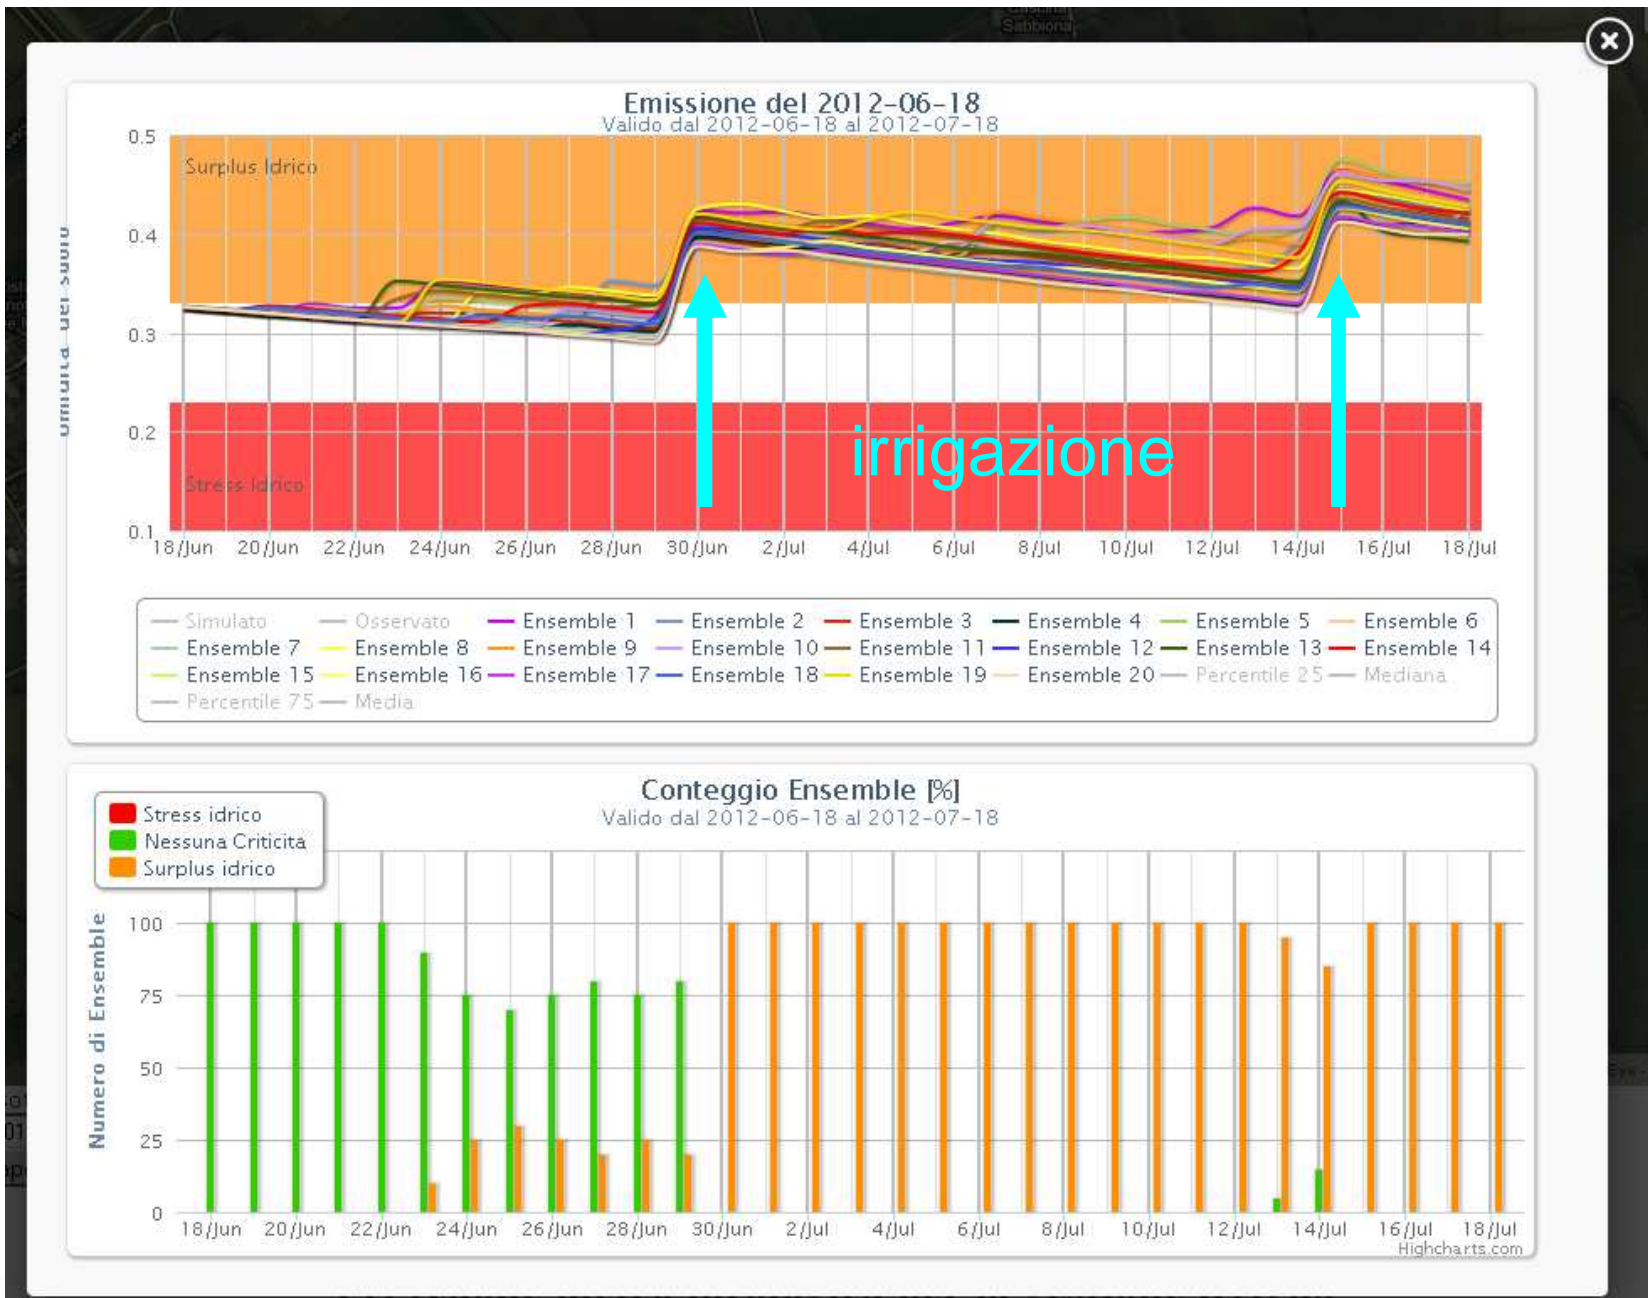 Cascina
Sabbiona
Emissione del 2012-06-18
Valido dal 2012-06-18 al 2012-07-18
Surplus Idrico
Stress Idrico
irrigazione
umidità del suolo
0.5
0.4
0.3
0.2
0.1
18/Jun 20/Jun 22/Jun 24/Jun 26/Jun 28/Jun 30/Jun 2/Jul 4/Jul 6/Jul 8/Jul 10/Jul 12/Jul 14/Jul 16/Jul 18/Jul
Simulato Osservato Ensemble 1 Ensemble 2 Ensemble 3 Ensemble 4 Ensemble 5 Ensemble 6
Ensemble 7 Ensemble 8 Ensemble 9 Ensemble 10 Ensemble 11 Ensemble 12 Ensemble 13 Ensemble 14
Ensemble 15 Ensemble 16 Ensemble 17 Ensemble 18 Ensemble 19 Ensemble 20 Percentile 25 Mediana
Percentile 75 Media
Conteggio Ensemble [%]
Valido dal 2012-06-18 al 2012-07-18
Stress idrico
Nessuna Criticita
Surplus idrico
Numero di Ensemble
100
75
50
25
0
18/Jun 20/Jun 22/Jun 24/Jun 26/Jun 28/Jun 30/Jun 2/Jul 4/Jul 6/Jul 8/Jul 10/Jul 12/Jul 14/Jul 16/Jul 18/Jul
Highcharts.com